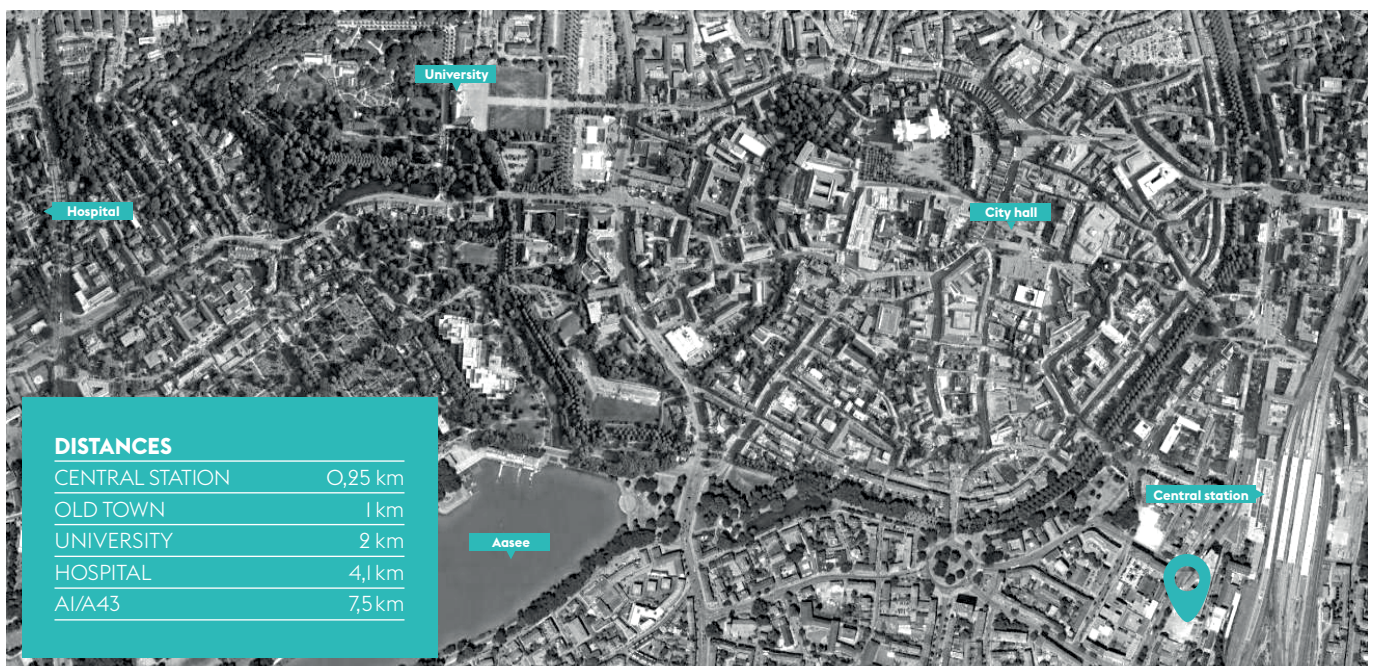 University
Hospital
City hall
DISTANCES
CENTRAL STATION 0,25 km
OLD TOWN 1 km
UNIVERSITY 2 km
HOSPITAL 4,1 km
A1/A43 7,5 km
Central station
Aasee